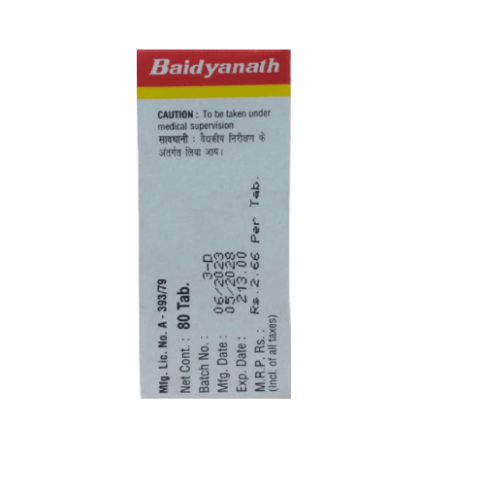 Baidyanath
CAUTION : To be taken under
medical supervision
सावधानी : वैद्यकीय निरीक्षण के
अंतर्गत लिया जाय।
Mfg. Lic. No. A - 393/79
Net Cont. : 80 Tab.
Batch No. : 3-D
Mfg. Date : 06/2023
Exp. Date : 05/2028
213.00
M.R.P. Rs. : Rs.2.66 Per Tab.
(Incl. of all taxes)